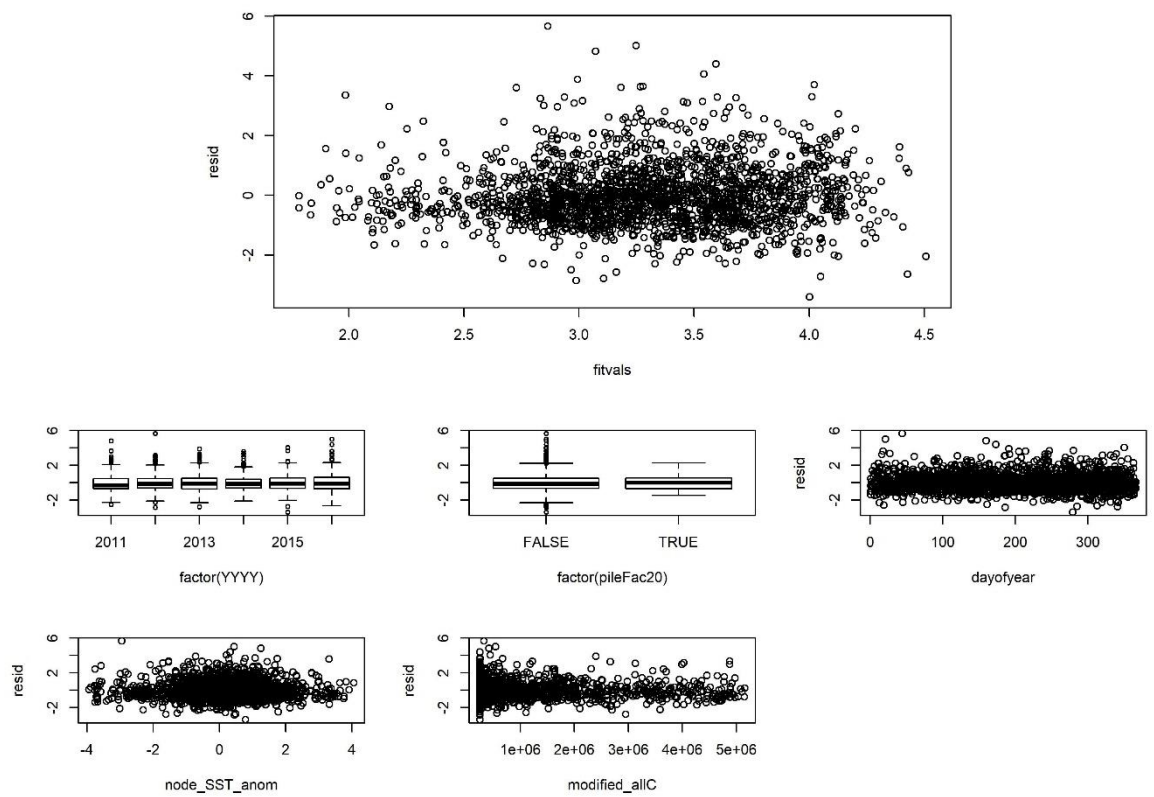 6
4
2
0
-2
resid
2.0 2.5 3.0 3.5 4.0 4.5
fitvals
6
2
-2
2011 2013 2015
factor(YYYY)
6
2
-2
FALSE TRUE
factor(pileFac20)
resid
6
2
-2
0 100 200 300
dayofyear
resid
6
2
-2
-4 -2 0 2 4
node_SST_anom
resid
6
2
-2
1e+06 2e+06 3e+06 4e+06 5e+06
modified_allC